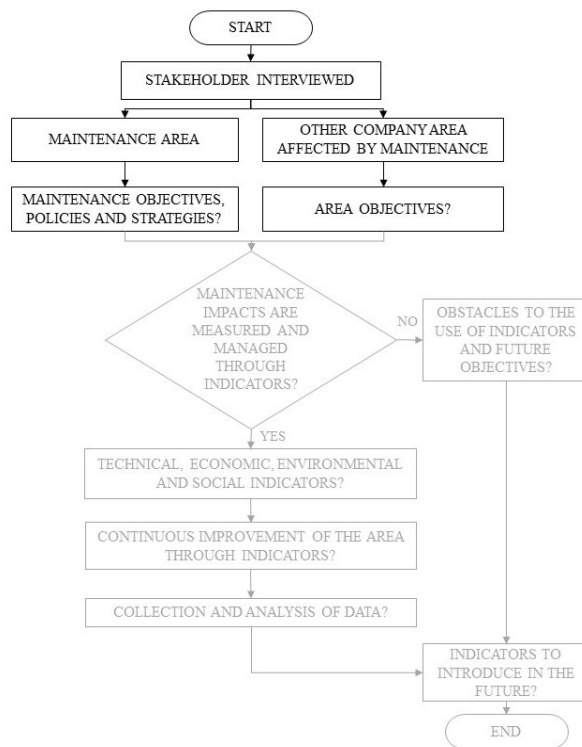 START
STAKEHOLDER INTERVIEWED
MAINTENANCE AREA
OTHER COMPANY AREA
AFFECTED BY MAINTENANCE
MAINTENANCE OBJECTIVES,
POLICIES AND STRATEGIES?
AREA OBJECTIVES?
MAINTENANCE
IMPACTS ARE
MEASURED AND
MANAGED
THROUGH
INDICATORS?
NO
OBSTACLES TO THE
USE OF INDICATORS
AND FUTURE
OBJECTIVES?
YES
TECHNICAL, ECONOMIC, ENVIRONMENTAL
AND SOCIAL INDICATORS?
CONTINUOUS IMPROVEMENT OF THE AREA
THROUGH INDICATORS?
COLLECTION AND ANALYSIS OF DATA?
INDICATORS TO
INTRODUCE IN THE
FUTURE?
END